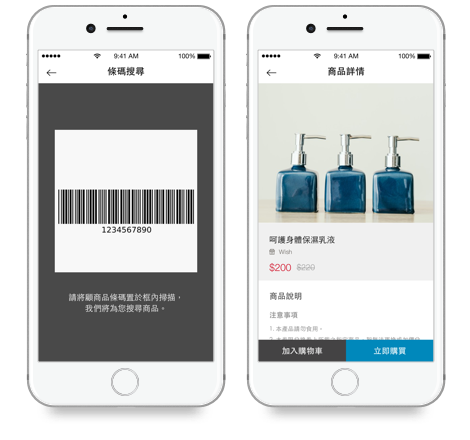 9:41 AM
100%
條碼搜尋
1234567890
請將顧商品條碼置於框內掃描，
我們將為您搜尋商品。
9:41 AM
100%
商品詳情
呵護身體保濕乳液
Wish
$200 $220
商品說明
注意事項
1. 本產品請勿食用。
加入購物車
立即購買